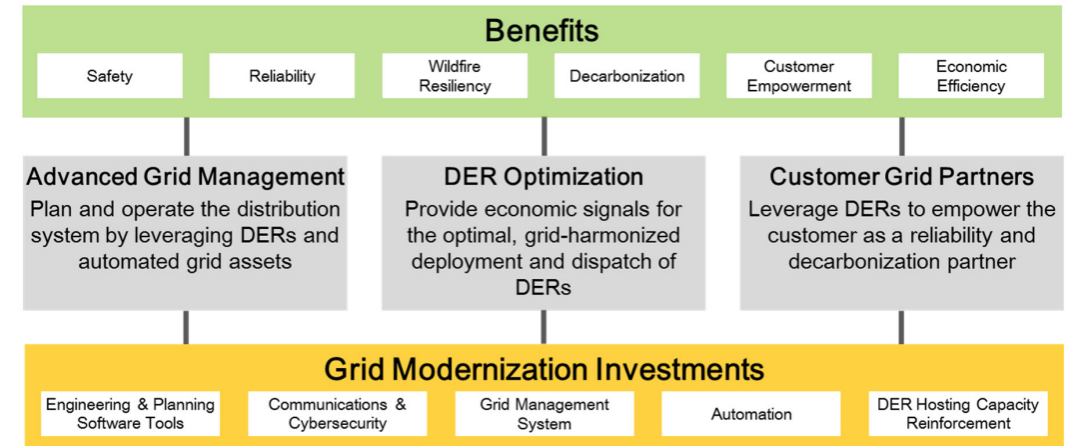 Benefits
Safety
Reliability
Wildfire
Resiliency
Decarbonization
Customer
Empowerment
Economic
Efficiency
Advanced Grid Management
Plan and operate the distribution
system by leveraging DERs and
automated grid assets
DER Optimization
Provide economic signals for
the optimal, grid-harmonized
deployment and dispatch of
DERs
Customer Grid Partners
Leverage DERs to empower the
customer as a reliability and
decarbonization partner
Grid Modernization Investments
Engineering & Planning
Software Tools
Communications &
Cybersecurity
Grid Management
System
Automation
DER Hosting Capacity
Reinforcement